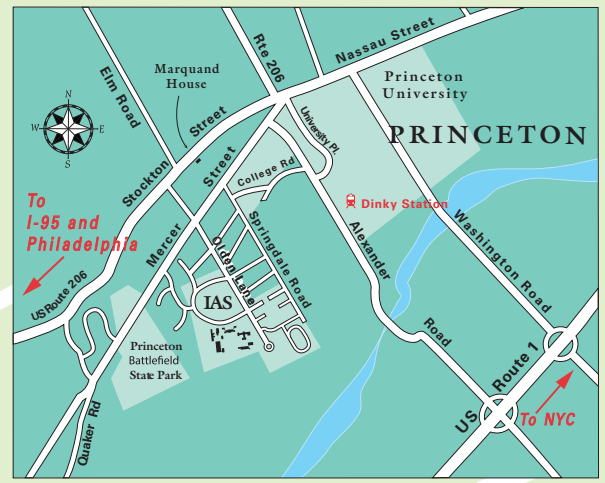 Nassau Street
Rte 206
Elm Road
Marquand
House
Princeton
University
PRINCETON
N
W
E
S
Stockton Street
University Pl.
Mercer Street
College Rd
To
I-95 and
Philadelphia
Dinky Station
Springdale Road
Olden Lane
Alexander Road
Washington Road
US Route 206
IAS
Princeton
Battlefield
State Park
US Route 1
Quaker Rd
To NYC